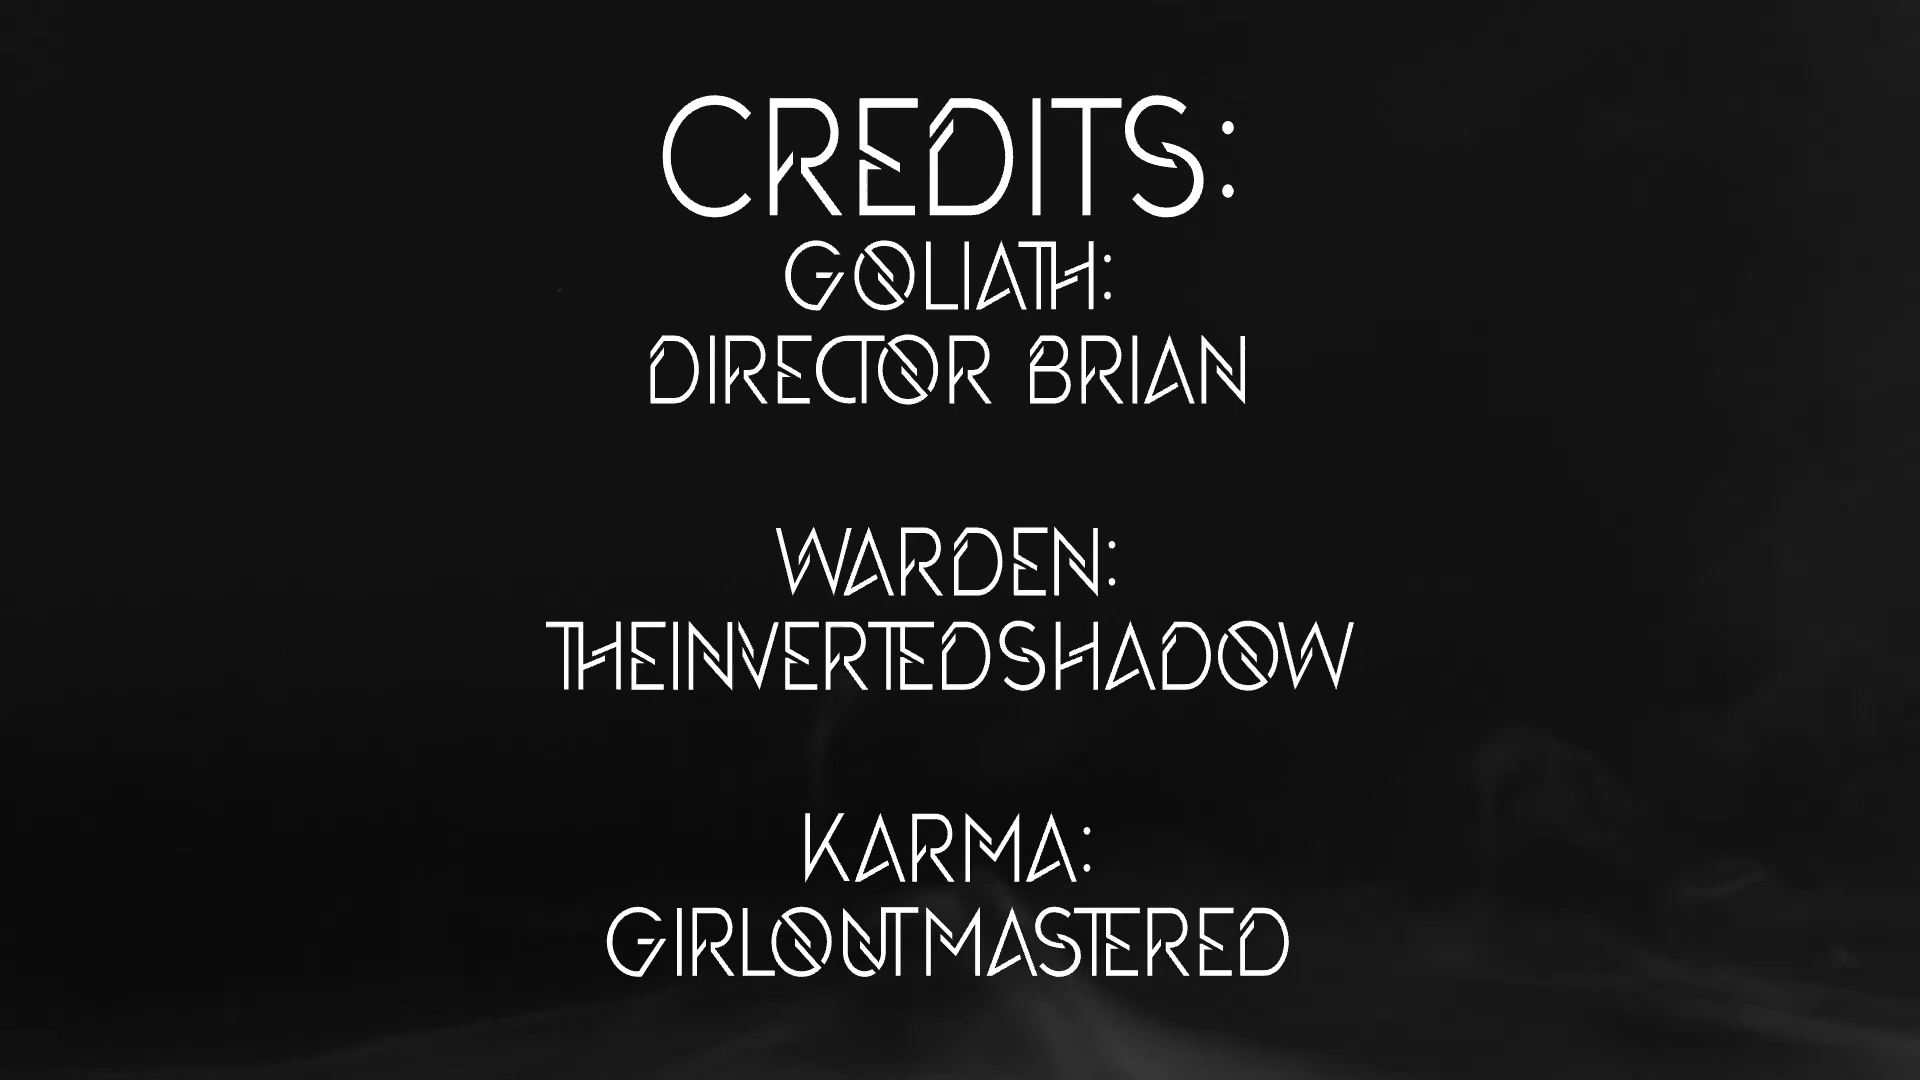 CREDITS:
GOLIATH:
DIRECTOR BRIAN
WARDEN:
THEINVERTEDSHADOW
KARMA:
GIRLOUTMASTERED